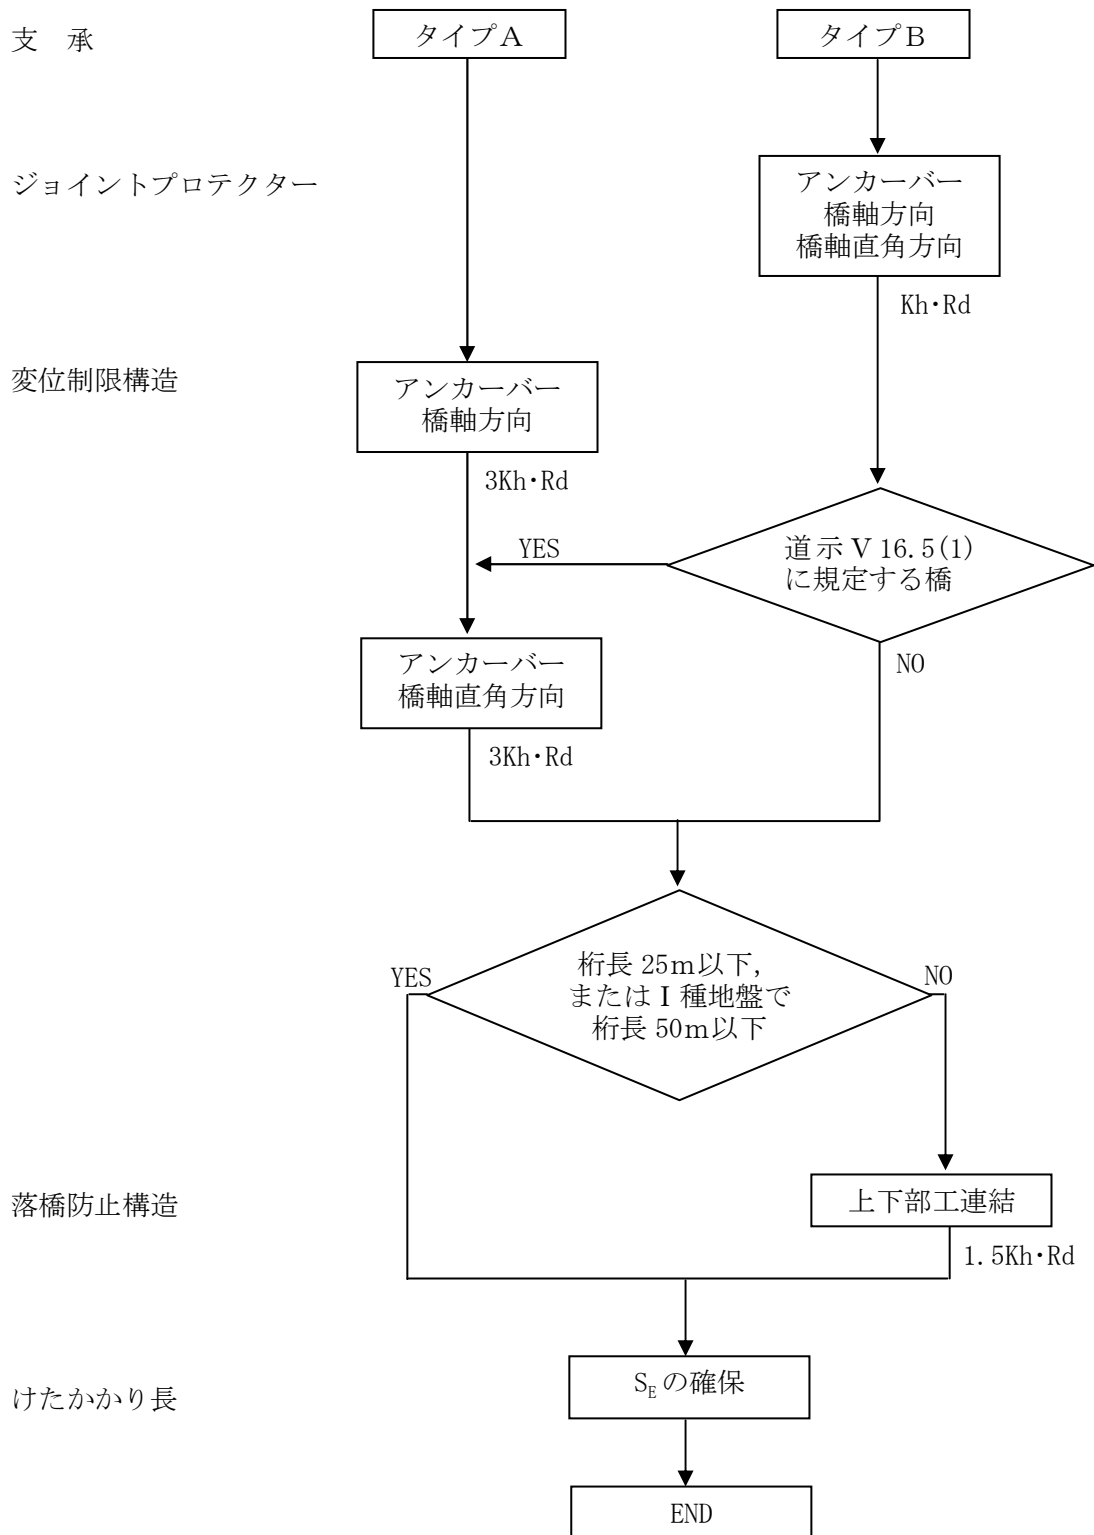 支　承
タイプA
タイプB
ジョイントプロテクター
アンカーバー
橋軸方向
橋軸直角方向
Kh・Rd
変位制限構造
アンカーバー
橋軸方向
3Kh・Rd
YES
道示Ⅴ16.5(1)
に規定する橋
NO
アンカーバー
橋軸直角方向
3Kh・Rd
YES
桁長 25m以下,
またはⅠ種地盤で
桁長 50m以下
NO
落橋防止構造
上下部工連結
1.5Kh・Rd
けたかかり長
SEの確保
END